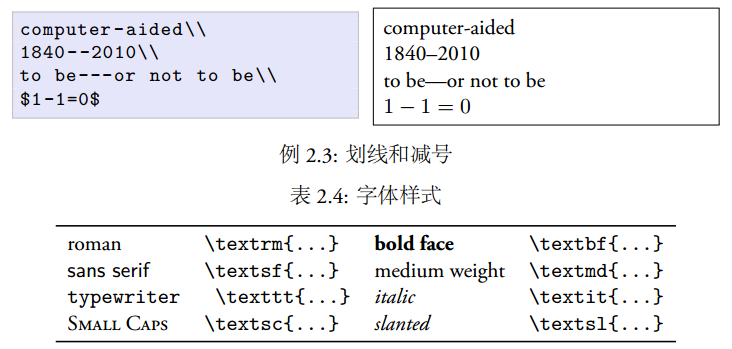 computer-aided\\
1840--2010\\
to be---or not to be\\
$1-1=0$
computer-aided
1840–2010
to be—or not to be
1 − 1 = 0
例 2.3: 划线和减号
表 2.4: 字体样式
roman \textrm{...} bold face \textbf{...}
sans serif \textsf{...} medium weight \textmd{...}
typewriter \texttt{...} italic \textit{...}
Small Caps \textsc{...} slanted \textsl{...}